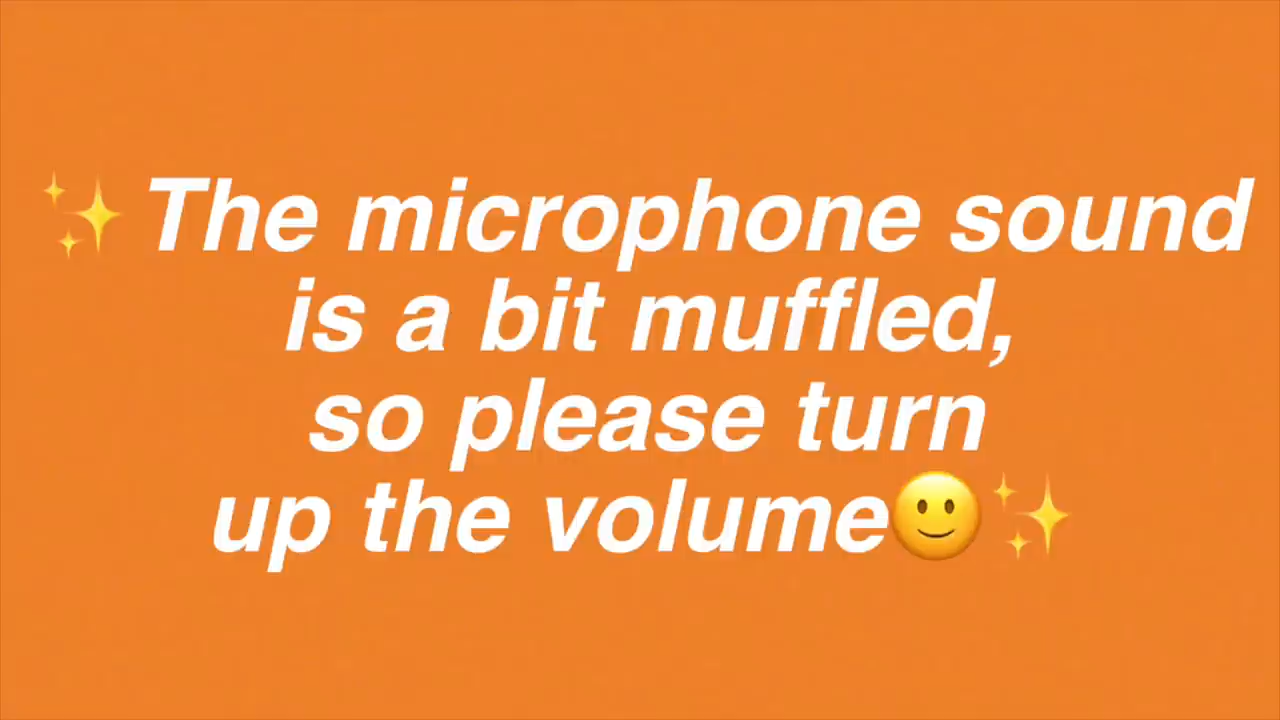 ✨ The microphone sound
is a bit muffled,
so please turn
up the volume🙂✨